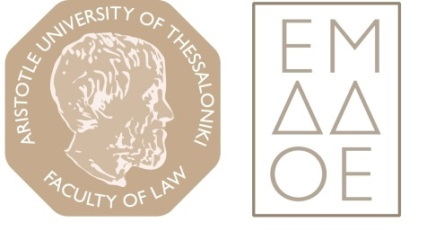 ARISTOTLE UNIVERSITY OF THESSALONIKI
FACULTY OF LAW
ΕΜ
ΔΔ
ΟΕ